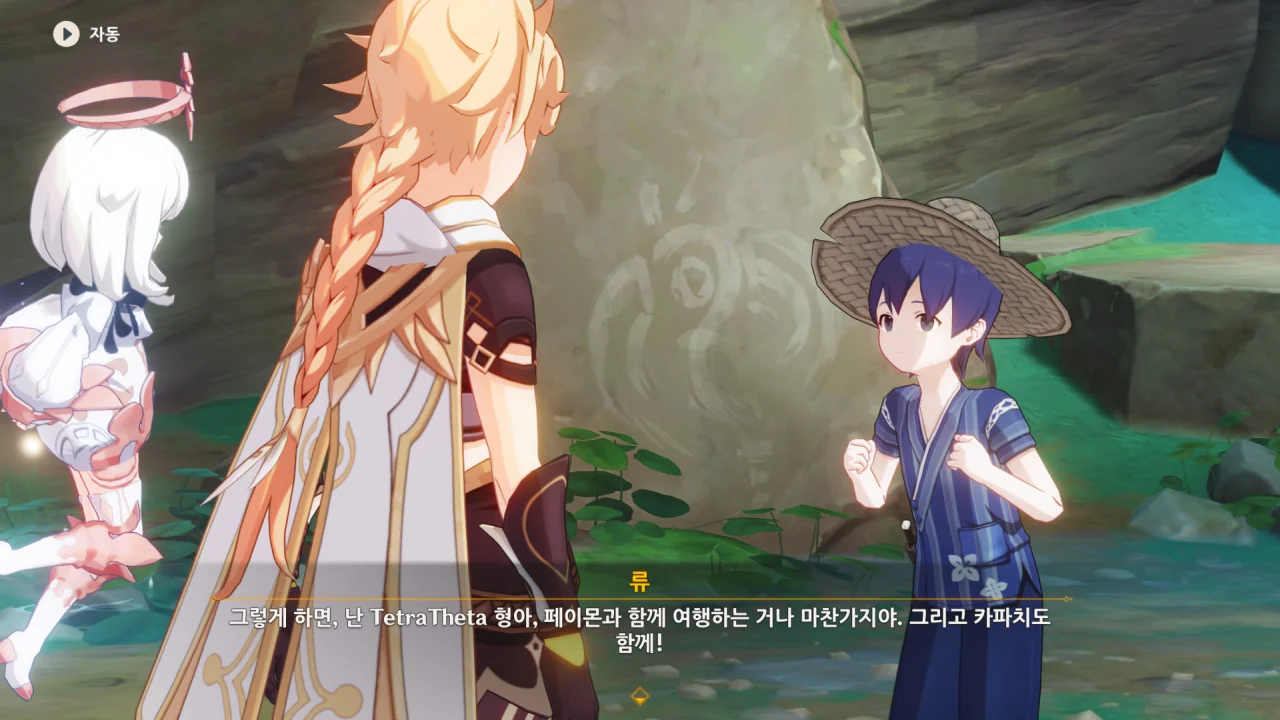 자동
류
그렇게 하면, 난 TetraTheta 형아, 페이몬과 함께 여행하는 거나 마찬가지야. 그리고 카파치도
함께!